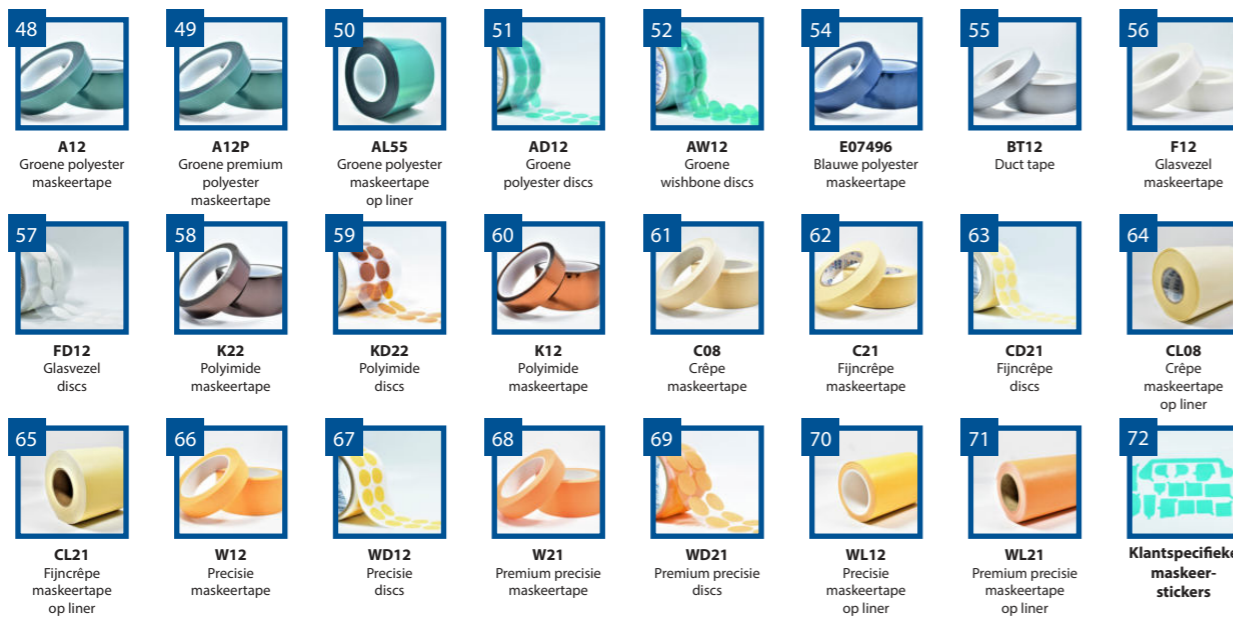 48
49
50
51
52
54
55
56
A12
Groene polyester
maskeertape
A12P
Groene premium
polyester
maskeertape
AL55
Groene polyester
maskeertape
op liner
AD12
Groene
polyester discs
AW12
Groene
wishbone discs
E07496
Blauwe polyester
maskeertape
BT12
Duct tape
F12
Glasvezel
maskeertape
57
58
59
60
61
62
63
64
FD12
Glasvezel
discs
K22
Polyimide
maskeertape
KD22
Polyimide
discs
K12
Polyimide
maskeertape
C08
Crêpe
maskeertape
C21
Fijncrêpe
maskeertape
CD21
Fijncrêpe
discs
CL08
Crêpe
maskeertape
op liner
65
66
67
68
69
70
71
72
CL21
Fijncrêpe
maskeertape
op liner
W12
Precisie
maskeertape
WD12
Precisie
discs
W21
Premium precisie
maskeertape
WD21
Premium precisie
discs
WL12
Precisie
maskeertape
op liner
WL21
Premium precisie
maskeertape
op liner
Klantspecifieke
maskeer-
stickers